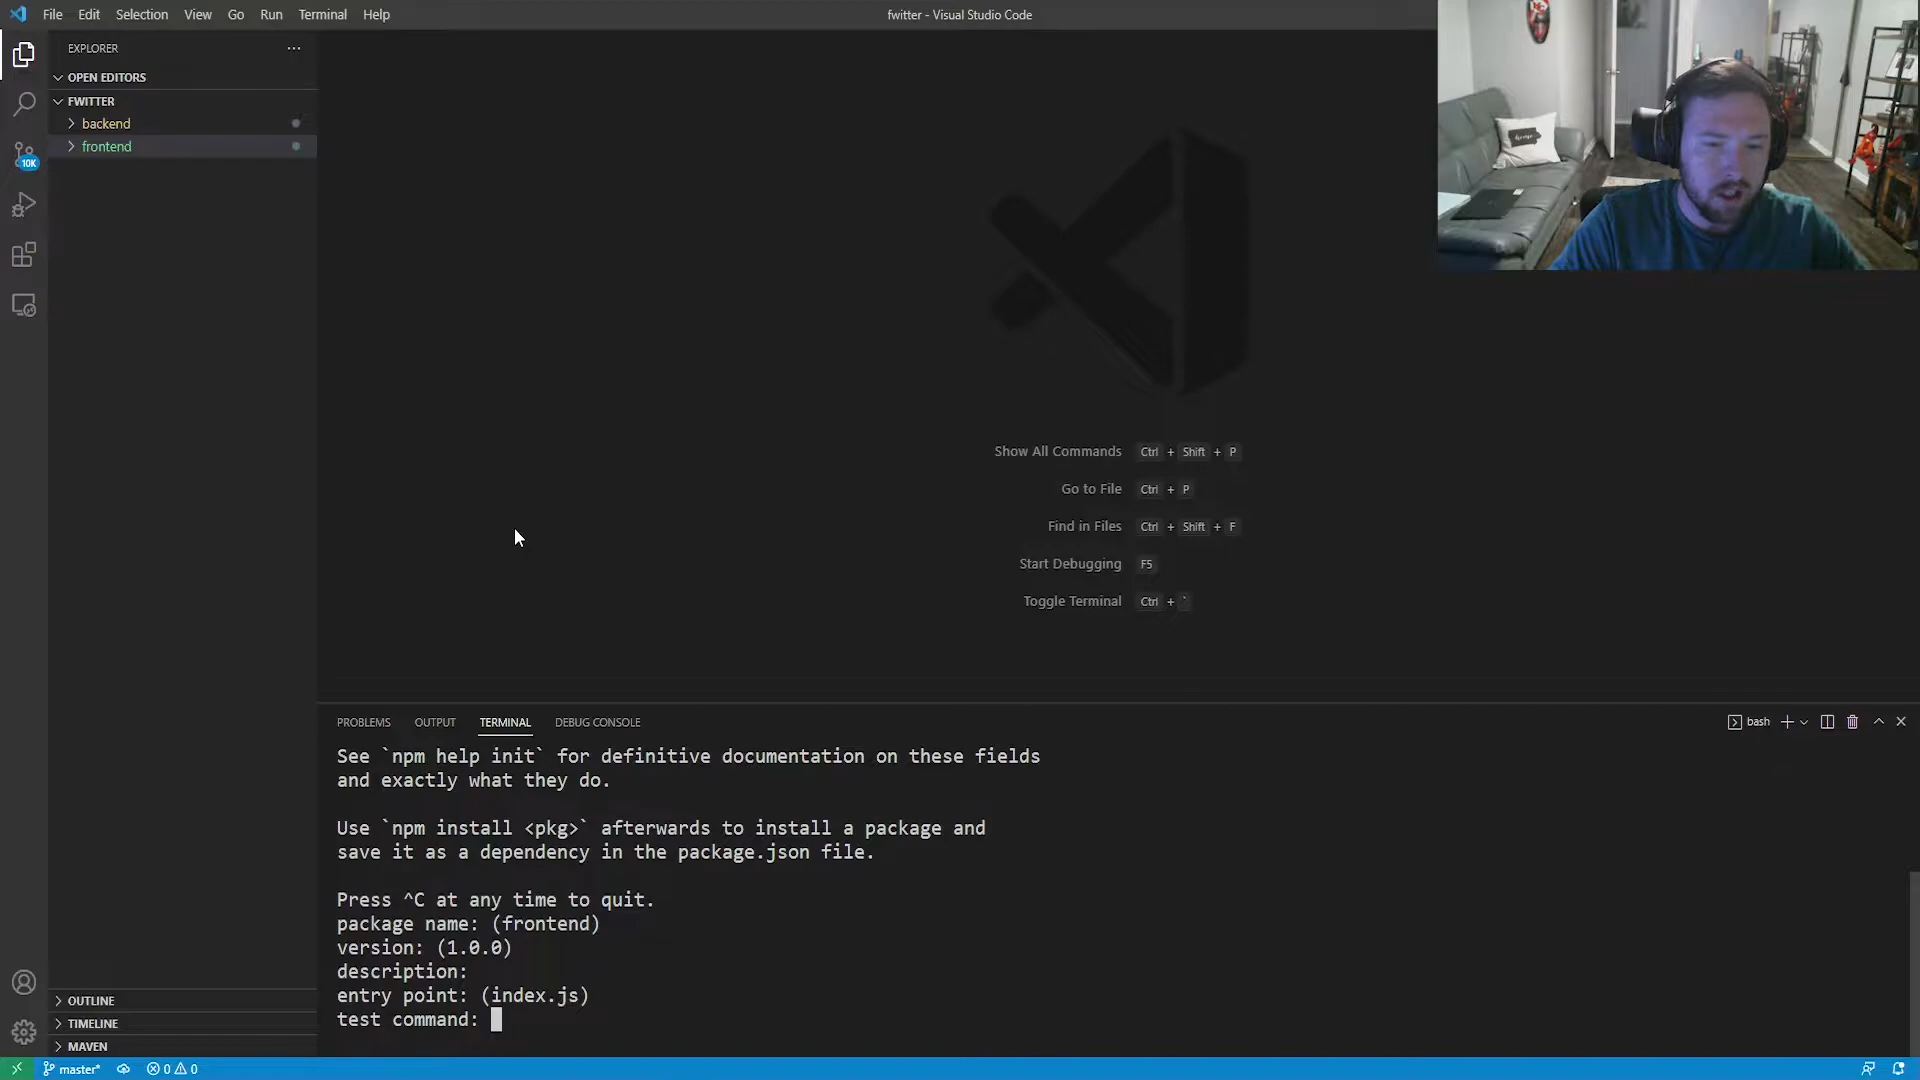 File Edit Selection View Go Run Terminal Help
fwitter - Visual Studio Code
EXPLORER
OPEN EDITORS
FWITTER
backend
frontend
10K
Show All Commands Ctrl + Shift + P
Go to File Ctrl + P
Find in Files Ctrl + Shift + F
Start Debugging F5
Toggle Terminal Ctrl + `
PROBLEMS OUTPUT TERMINAL DEBUG CONSOLE
bash
See `npm help init` for definitive documentation on these fields
and exactly what they do.
Use `npm install <pkg>` afterwards to install a package and
save it as a dependency in the package.json file.
Press ^C at any time to quit.
package name: (frontend)
version: (1.0.0)
description:
entry point: (index.js)
test command:
OUTLINE
TIMELINE
MAVEN
master* 0 0